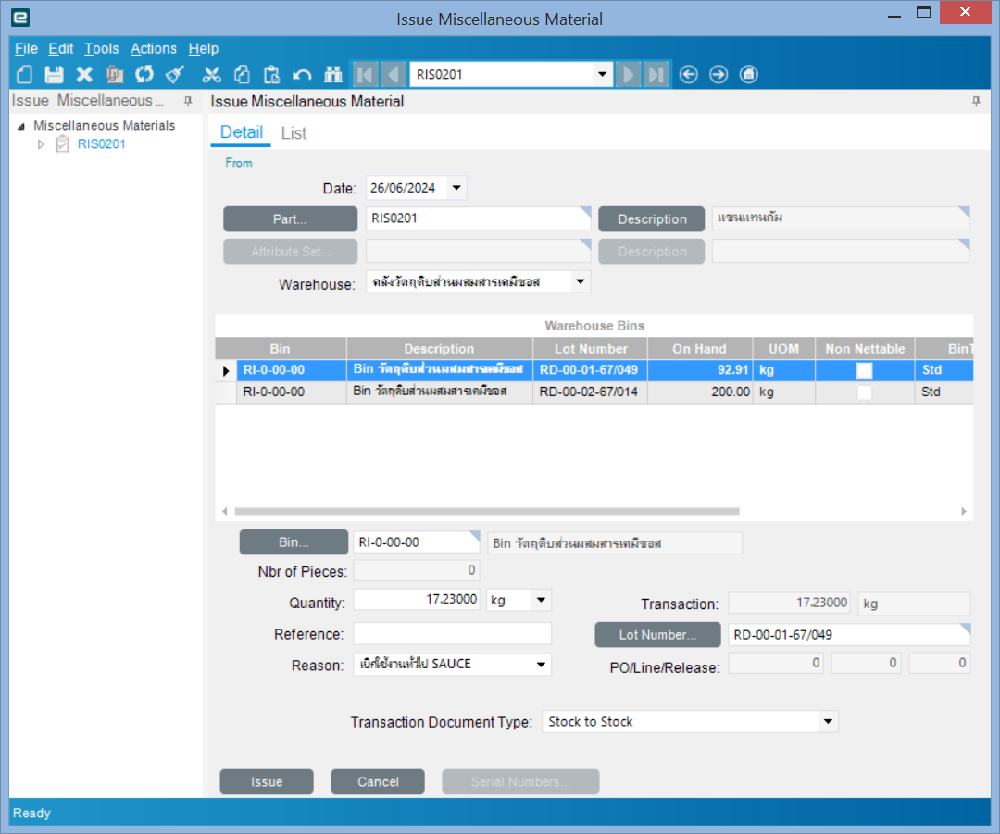 Issue Miscellaneous Material
File Edit Tools Actions Help
RIS0201
Issue Miscellaneous...
Issue Miscellaneous Material
Miscellaneous Materials
RIS0201
Detail List
From
Date: 26/06/2024
Part... RIS0201 Description แซนแทนกัม
Attribute Set... Description
Warehouse: คลังวัตถุดิบส่วนผสมสารเคมีซอส
Warehouse Bins
Bin Description Lot Number On Hand UOM Non Nettable BinT
RI-0-00-00 Bin วัตถุดิบส่วนผสมสารเคมีซอส RD-00-01-67/049 92.91 kg Std
RI-0-00-00 Bin วัตถุดิบส่วนผสมสารเคมีซอส RD-00-02-67/014 200.00 kg Std
Bin... RI-0-00-00 Bin วัตถุดิบส่วนผสมสารเคมีซอส
Nbr of Pieces: 0
Quantity: 17.23000 kg Transaction: 17.23000 kg
Reference: Lot Number... RD-00-01-67/049
Reason: เบิกใช้งานทั่วไป SAUCE PO/Line/Release: 0 0 0
Transaction Document Type: Stock to Stock
Issue Cancel Serial Numbers...
Ready